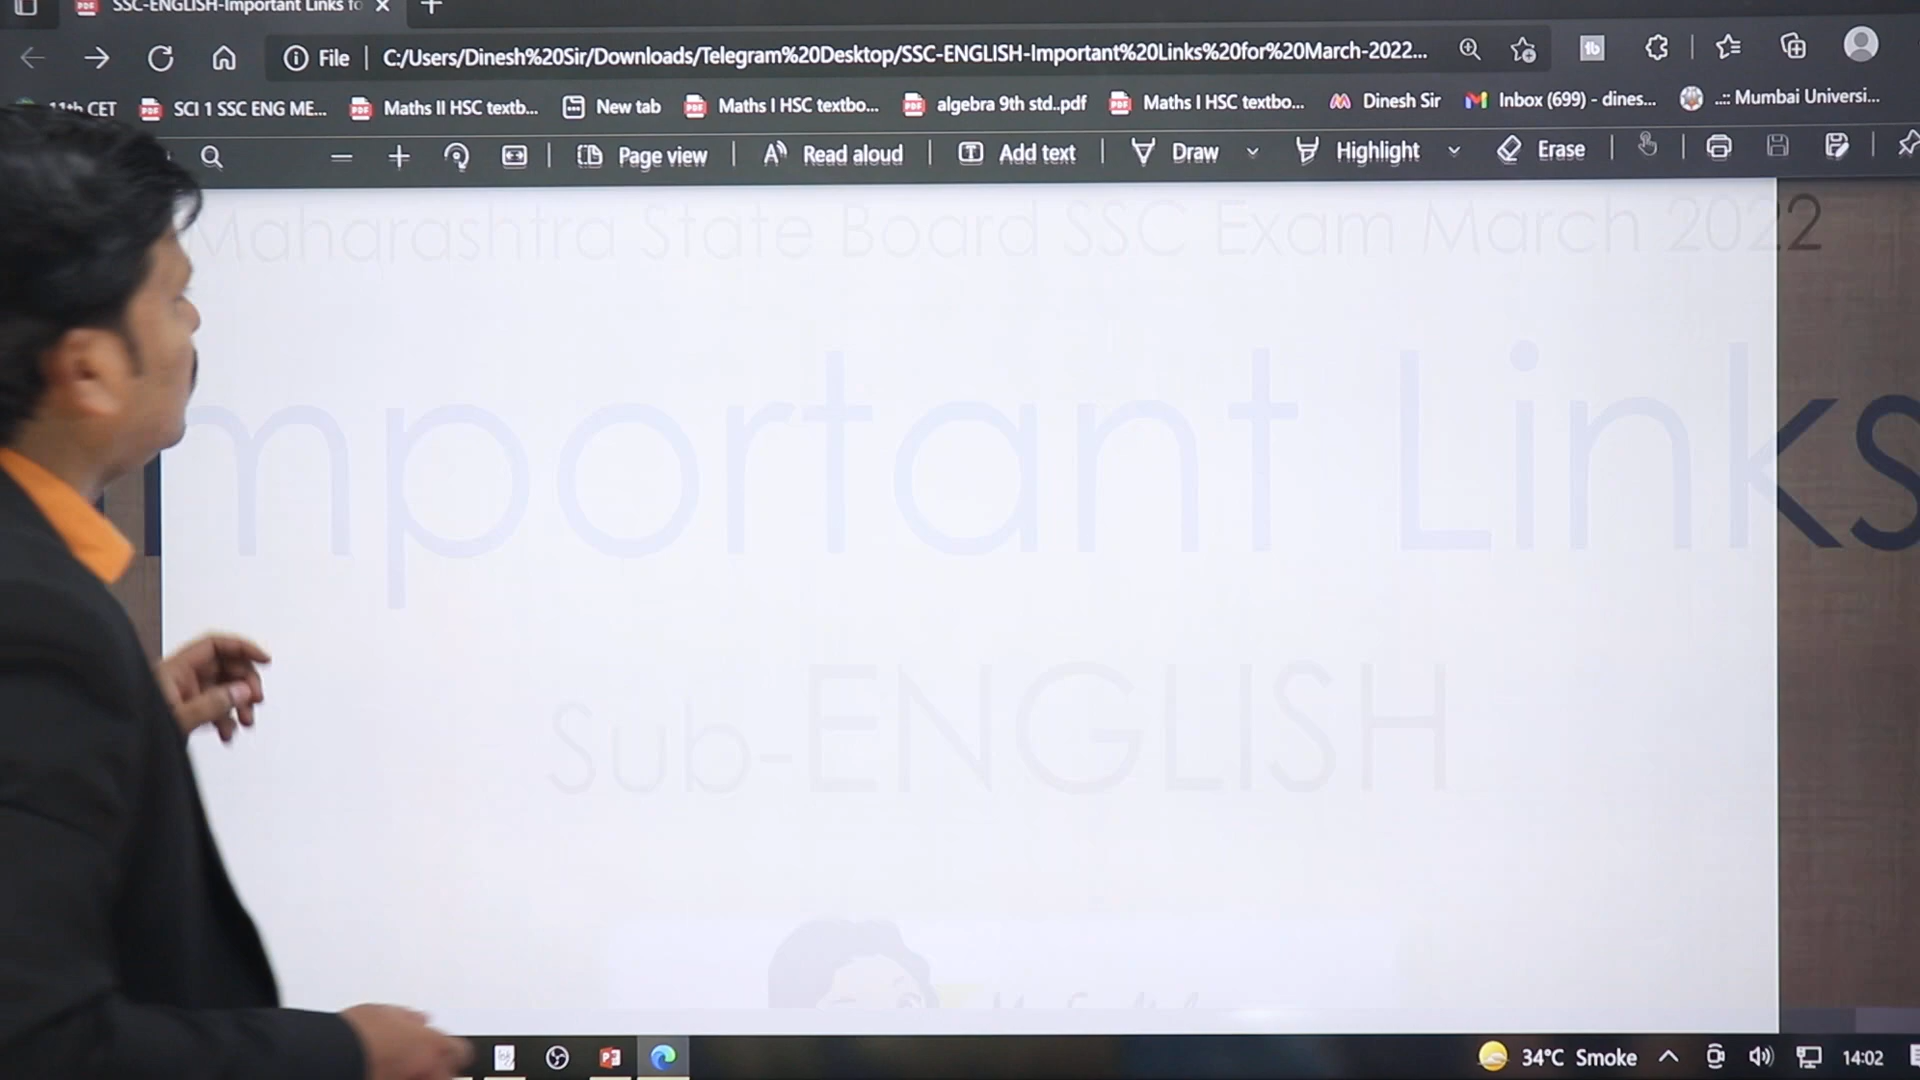 SSC-ENGLISH-Important Links fo
File C:/Users/Dinesh%20Sir/Downloads/Telegram%20Desktop/SSC-ENGLISH-Important%20Links%20for%20March-2022...
11th CET SCI 1 SSC ENG ME... Maths II HSC textb... New tab Maths I HSC textbo... algebra 9th std..pdf Maths I HSC textbo... Dinesh Sir Inbox (699) - dines... ..:: Mumbai Universi...
Page view Read aloud Add text Draw Highlight Erase
Maharashtra State Board SSC Exam March 2022
Important Links
Sub-ENGLISH
34°C Smoke 14:02